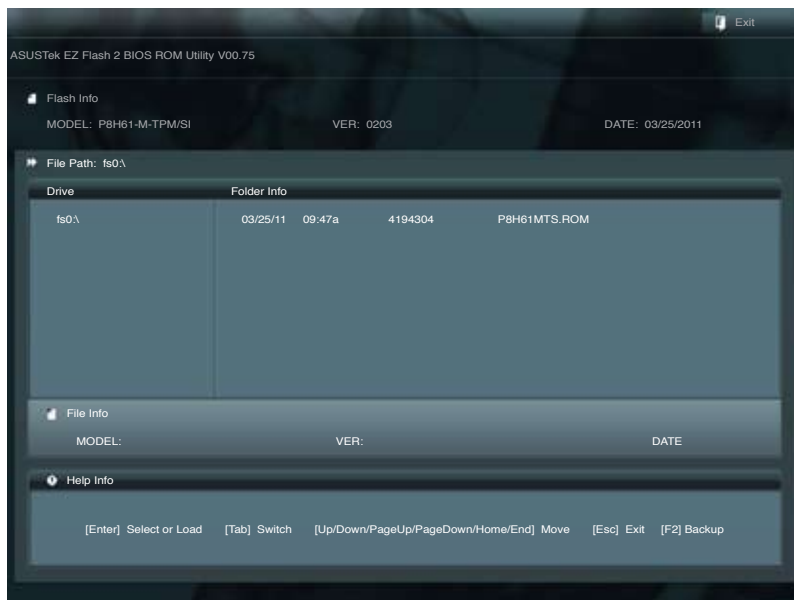 Exit
ASUSTek EZ Flash 2 BIOS ROM Utility V00.75
Flash Info
MODEL: P8H61-M-TPM/SI VER: 0203 DATE: 03/25/2011
File Path: fs0:\
Drive Folder Info
fs0:\ 03/25/11 09:47a 4194304 P8H61MTS.ROM
File Info
MODEL: VER: DATE
Help Info
[Enter] Select or Load [Tab] Switch [Up/Down/PageUp/PageDown/Home/End] Move [Esc] Exit [F2] Backup